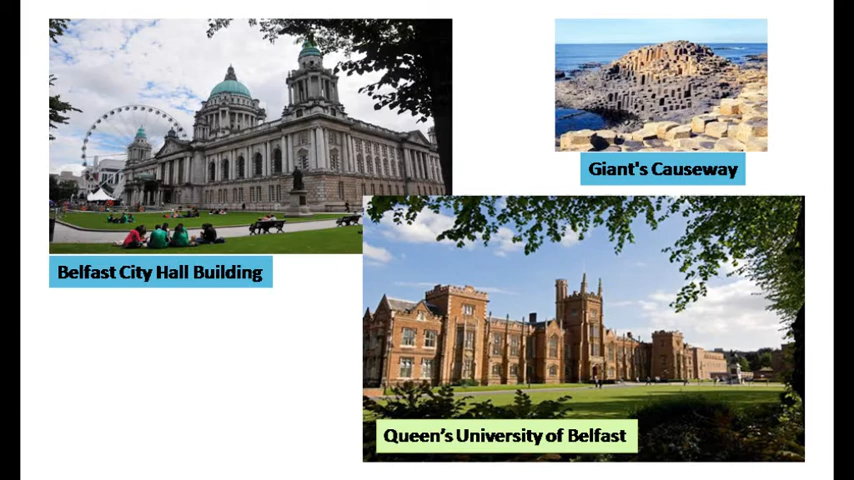 Giant's Causeway
Belfast City Hall Building
Queen’s University of Belfast